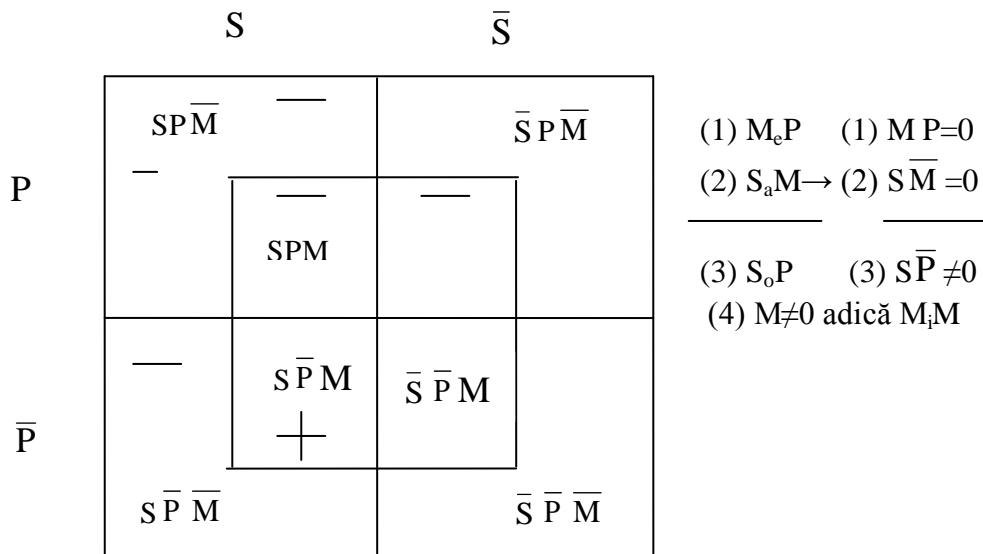 S S̅
SPM̅ S̅PM̅
P
SPM
SP̅M S̅P̅M
P̅
SP̅M̅ S̅P̅M̅
(1) MₑP (1) M P=0
(2) SₐM→ (2) SM̅ =0
(3) SₒP (3) SP̅ ≠0
(4) M≠0 adică MᵢM